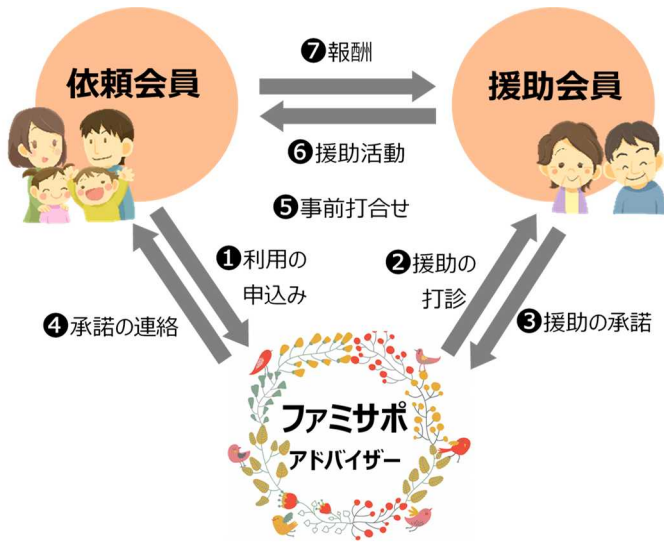 ❼報酬
依頼会員
援助会員
❻援助活動
❺事前打合せ
❶利用の
申込み
❷援助の
打診
❹承諾の連絡
❸援助の承諾
ファミサポ
アドバイザー